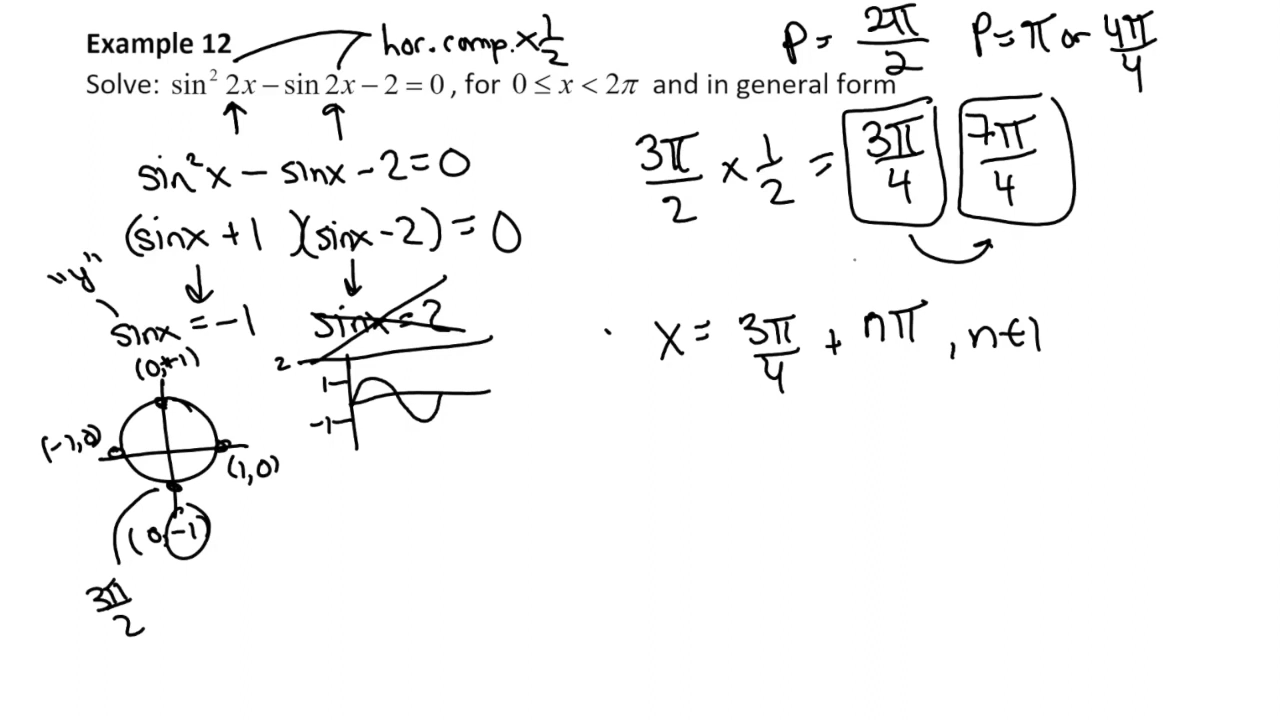 Example 12
hor. comp. × 1/2
P = 2π/2 P = π or 4π/4
Solve: sin² 2x − sin 2x − 2 = 0, for 0 ≤ x < 2π and in general form
sin²x − sinx − 2 = 0
3π/2 × 1/2 = 3π/4 7π/4
(sinx + 1)(sinx − 2) = 0
"y"
sinx = −1 sinx = 2
x = 3π/4 + nπ, n∈I
(0, +1)
2
1
−1
(−1, 0)
(1, 0)
(0, −1)
3π/2